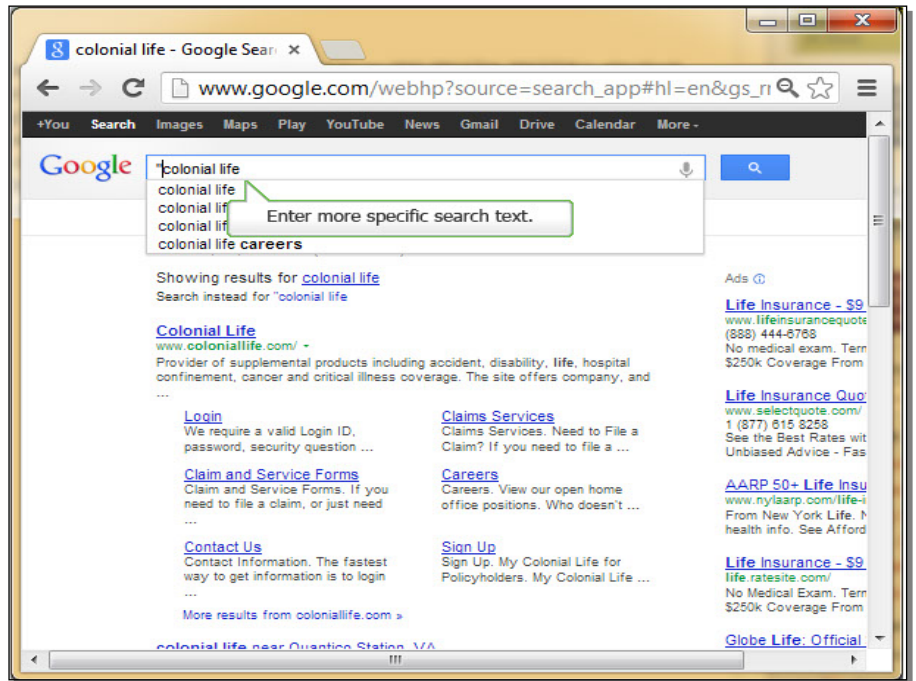 colonial life - Google Sear
www.google.com/webhp?source=search_app#hl=en&gs_ri
+You Search Images Maps Play YouTube News Gmail Drive Calendar More
Google "colonial life
colonial life
colonial lif
colonial lif
colonial life careers
Enter more specific search text.
Showing results for colonial life
Search instead for "colonial life
Colonial Life
www.coloniallife.com/
Provider of supplemental products including accident, disability, life, hospital
confinement, cancer and critical illness coverage. The site offers company, and
...
Login
We require a valid Login ID,
password, security question ...
Claims Services
Claims Services. Need to File a
Claim? If you need to file a ...
Claim and Service Forms
Claim and Service Forms. If you
need to file a claim, or just need
...
Careers
Careers. View our open home
office positions. Who doesn't ...
Contact Us
Contact Information. The fastest
way to get information is to login
...
Sign Up
Sign Up. My Colonial Life for
Policyholders. My Colonial Life ...
More results from coloniallife.com »
colonial life near Quantico Station, VA
Ads
Life Insurance - $9
www.lifeinsurancequote
(888) 444-6768
No medical exam. Term
$250k Coverage From
Life Insurance Quo
www.selectquote.com/
1 (877) 615 8258
See the Best Rates wit
Unbiased Advice - Fas
AARP 50+ Life Insu
www.nylaarp.com/life-i
From New York Life. N
health info. See Afford
Life Insurance - $9
life.ratesite.com/
No Medical Exam. Term
$250k Coverage From
Globe Life: Official